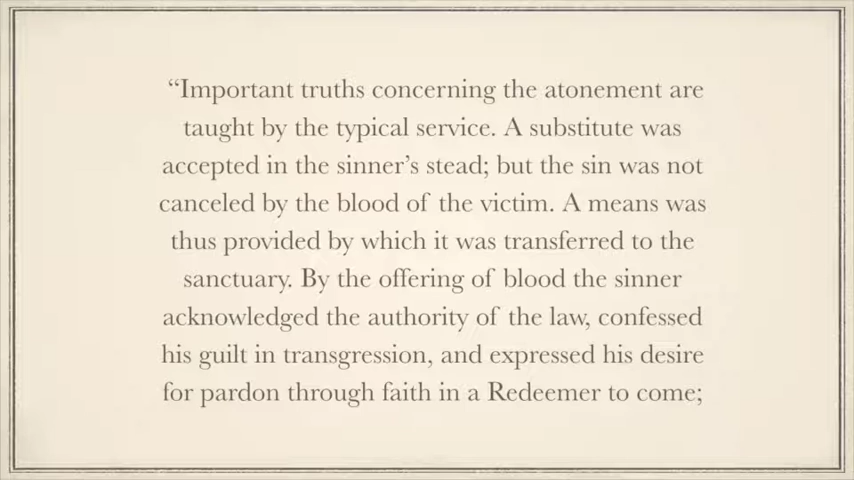 “Important truths concerning the atonement are
taught by the typical service. A substitute was
accepted in the sinner’s stead; but the sin was not
canceled by the blood of the victim. A means was
thus provided by which it was transferred to the
sanctuary. By the offering of blood the sinner
acknowledged the authority of the law, confessed
his guilt in transgression, and expressed his desire
for pardon through faith in a Redeemer to come;